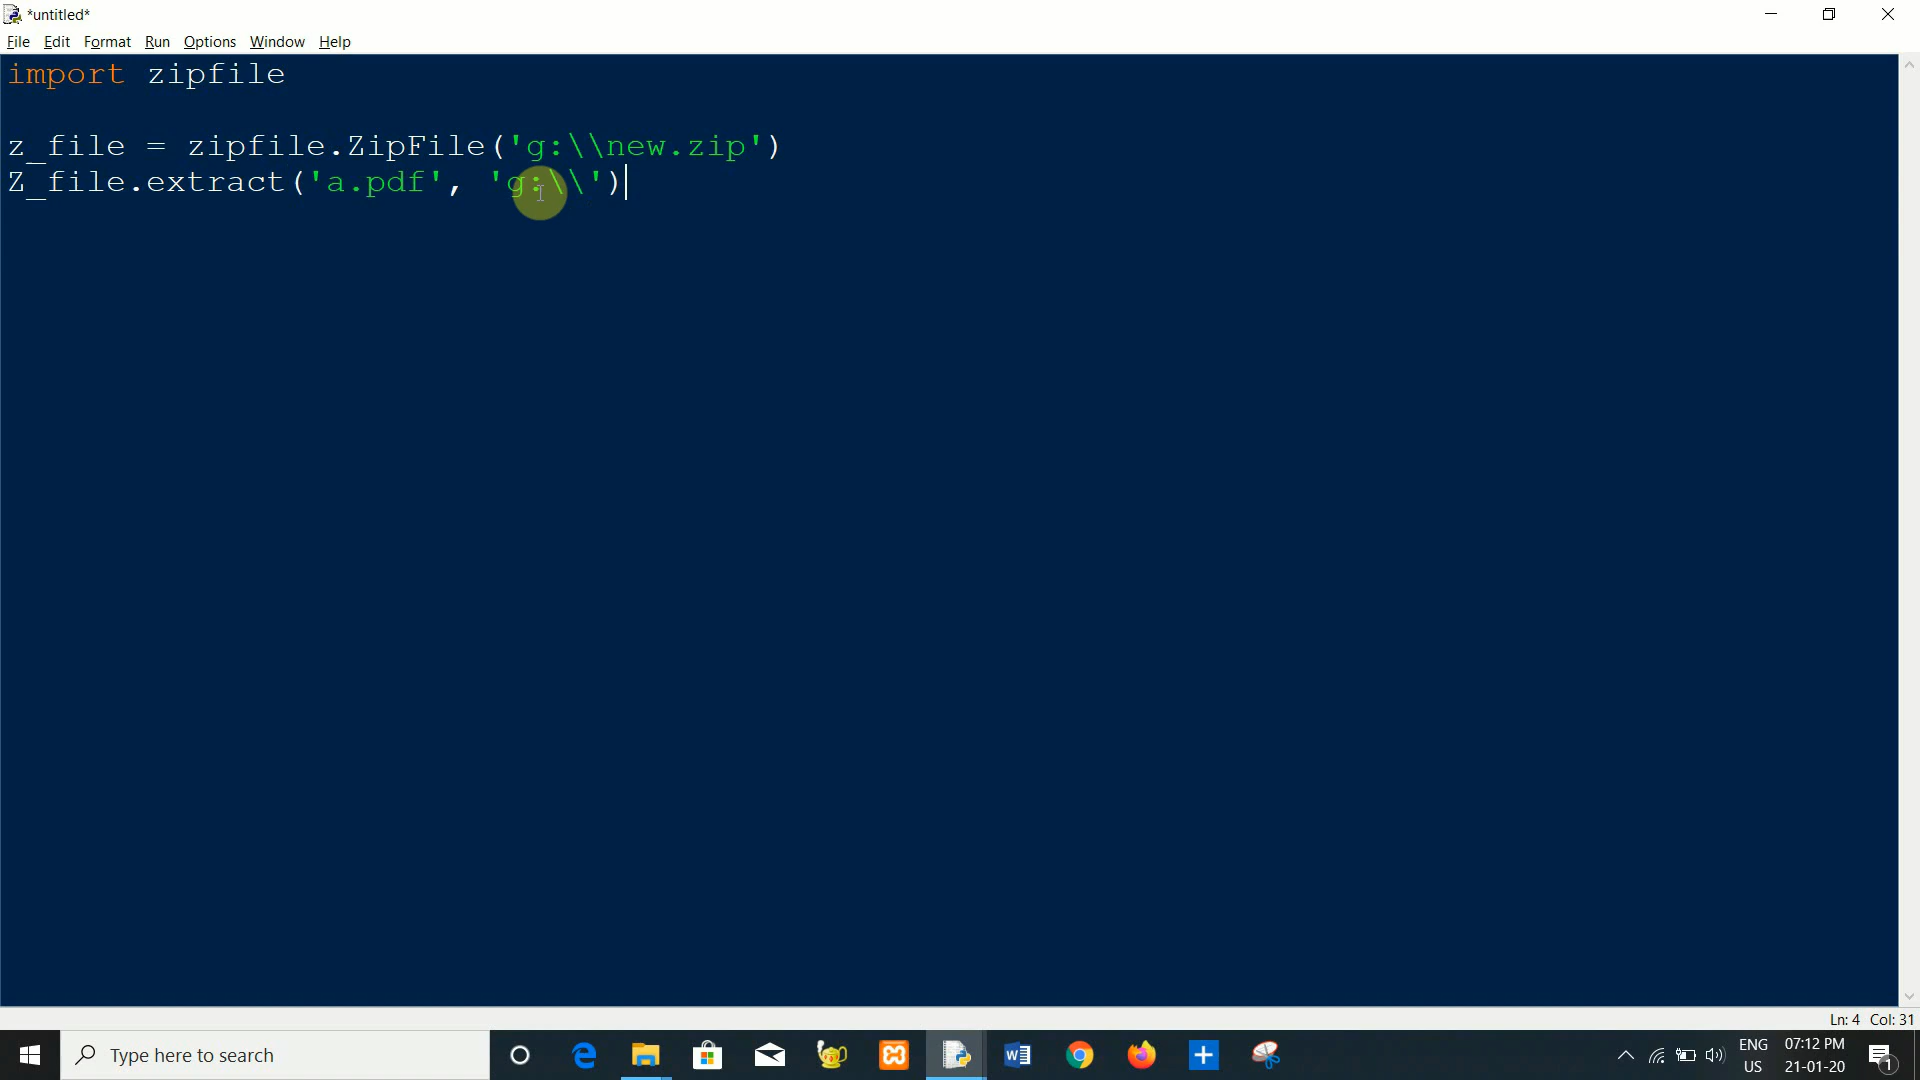 *untitled*
File Edit Format Run Options Window Help
import zipfile
z_file = zipfile.ZipFile('g:\\new.zip')
Z_file.extract('a.pdf', 'g:\\')
Ln: 4 Col: 31
Type here to search
ENG 07:12 PM
US 21-01-20
1